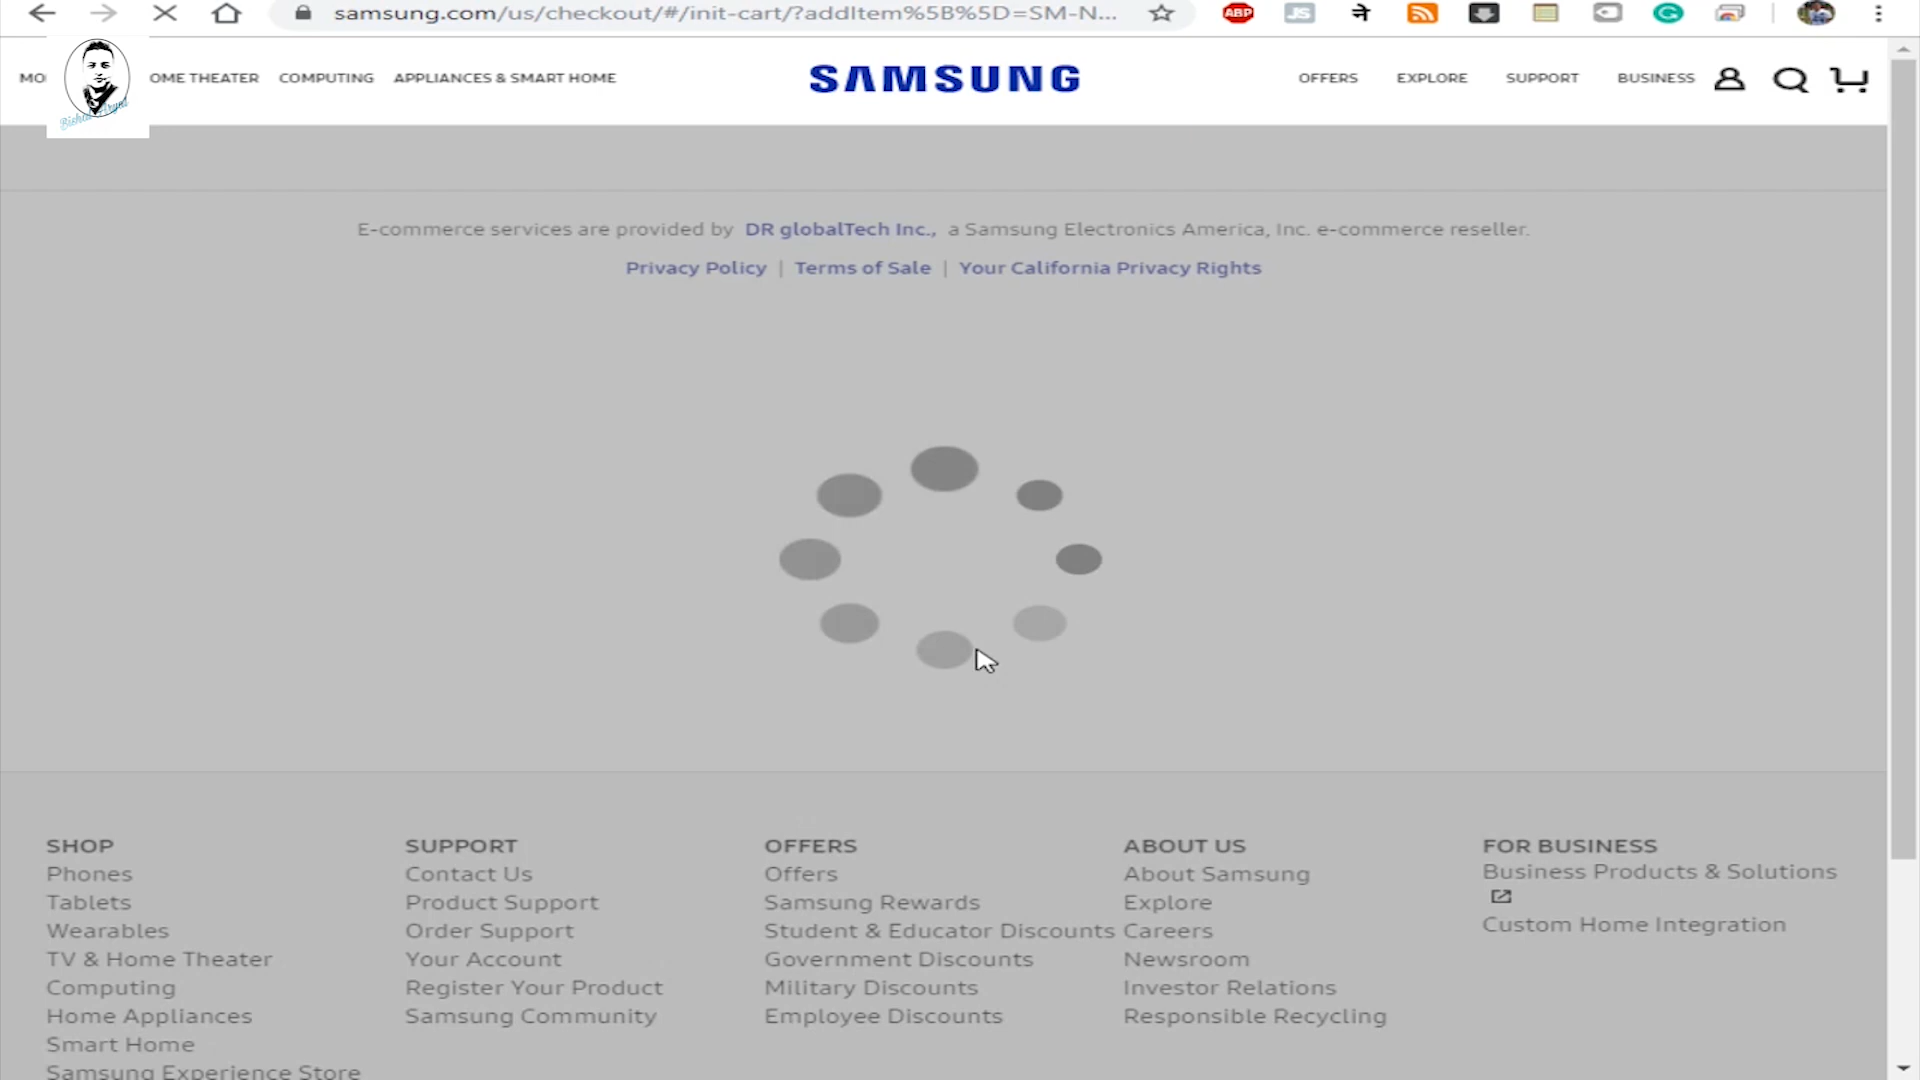 samsung.com/us/checkout/#/init-cart/?addItem%5B%5D=SM-N...
ABP
JS
ने
G
MO
OME THEATER
COMPUTING
APPLIANCES & SMART HOME
SAMSUNG
OFFERS
EXPLORE
SUPPORT
BUSINESS
E-commerce services are provided by DR globalTech Inc., a Samsung Electronics America, Inc. e-commerce reseller.
Privacy Policy | Terms of Sale | Your California Privacy Rights
SHOP
Phones
Tablets
Wearables
TV & Home Theater
Computing
Home Appliances
Smart Home
Samsung Experience Store
SUPPORT
Contact Us
Product Support
Order Support
Your Account
Register Your Product
Samsung Community
OFFERS
Offers
Samsung Rewards
Student & Educator Discounts
Government Discounts
Military Discounts
Employee Discounts
ABOUT US
About Samsung
Explore
Careers
Newsroom
Investor Relations
Responsible Recycling
FOR BUSINESS
Business Products & Solutions
Custom Home Integration